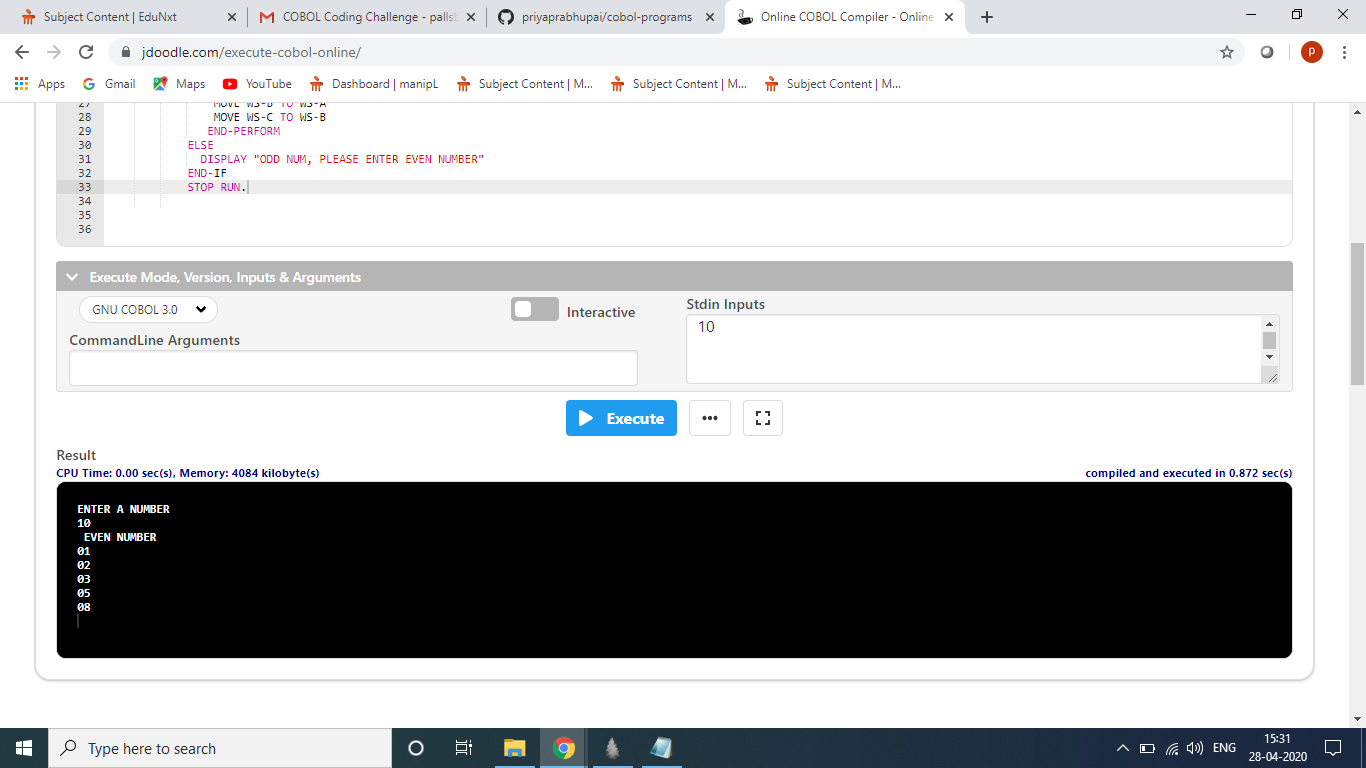 Subject Content | EduNxt
COBOL Coding Challenge - pallsb
priyaprabhupai/cobol-programs
Online COBOL Compiler - Online
jdoodle.com/execute-cobol-online/
P
Apps
Gmail
Maps
YouTube
Dashboard | manipL
Subject Content | M...
Subject Content | M...
Subject Content | M...
27 MOVE WS-B TO WS-A
28 MOVE WS-C TO WS-B
29 END-PERFORM
30 ELSE
31 DISPLAY "ODD NUM, PLEASE ENTER EVEN NUMBER"
32 END-IF
33 STOP RUN.
34
35
36
Execute Mode, Version, Inputs & Arguments
GNU COBOL 3.0
Interactive
Stdin Inputs
10
CommandLine Arguments
Execute
Result
CPU Time: 0.00 sec(s), Memory: 4084 kilobyte(s)
compiled and executed in 0.872 sec(s)
ENTER A NUMBER
10
EVEN NUMBER
01
02
03
05
08
Type here to search
ENG
15:31
28-04-2020